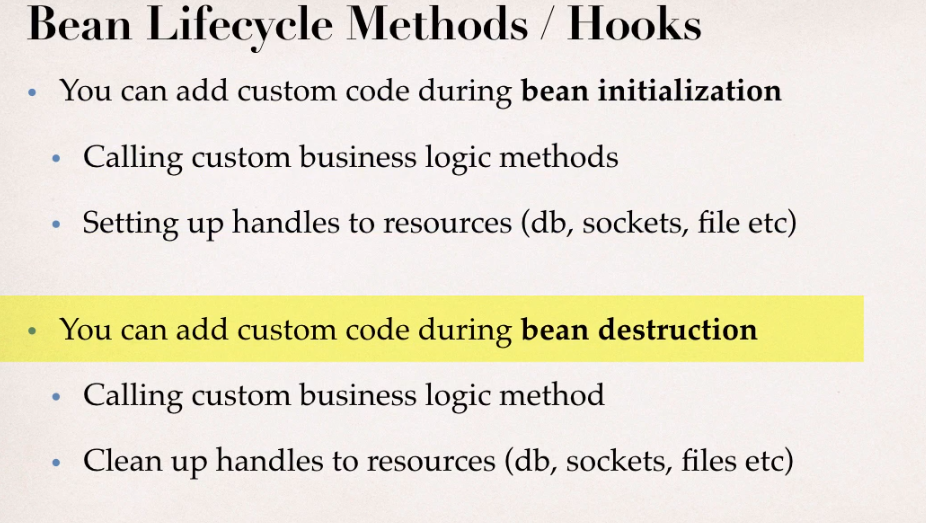 Bean Lifecycle Methods / Hooks
• You can add custom code during bean initialization
• Calling custom business logic methods
• Setting up handles to resources (db, sockets, file etc)
• You can add custom code during bean destruction
• Calling custom business logic method
• Clean up handles to resources (db, sockets, files etc)